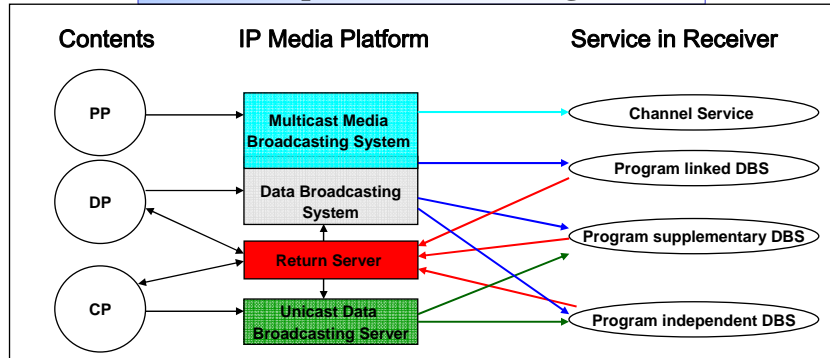 Contents
IP Media Platform
Service in Receiver
PP
Multicast Media
Broadcasting System
Channel Service
Program linked DBS
DP
Data Broadcasting
System
Program supplementary DBS
Return Server
CP
Unicast Data
Broadcasting Server
Program independent DBS